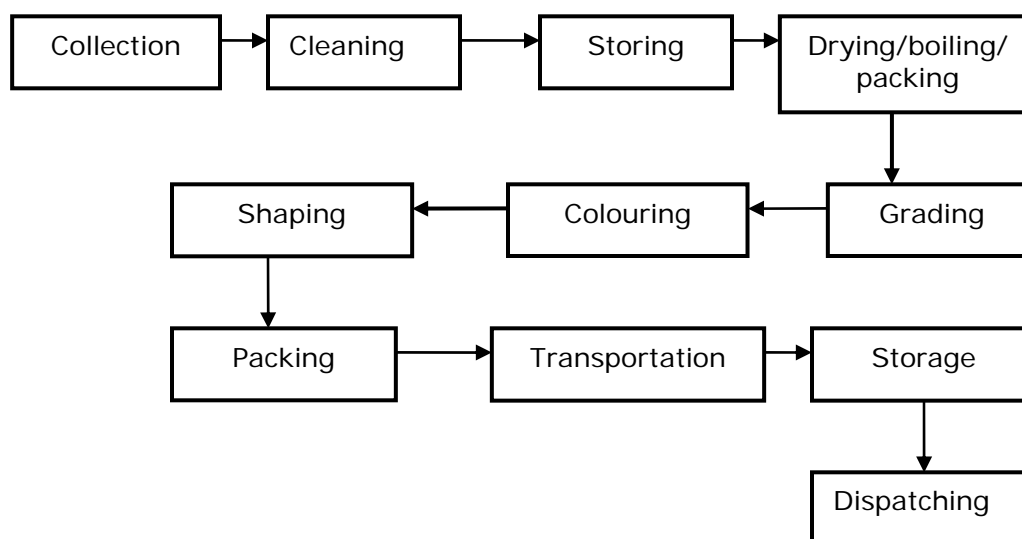 Collection
Cleaning
Storing
Drying/boiling/
packing
Shaping
Colouring
Grading
Packing
Transportation
Storage
Dispatching